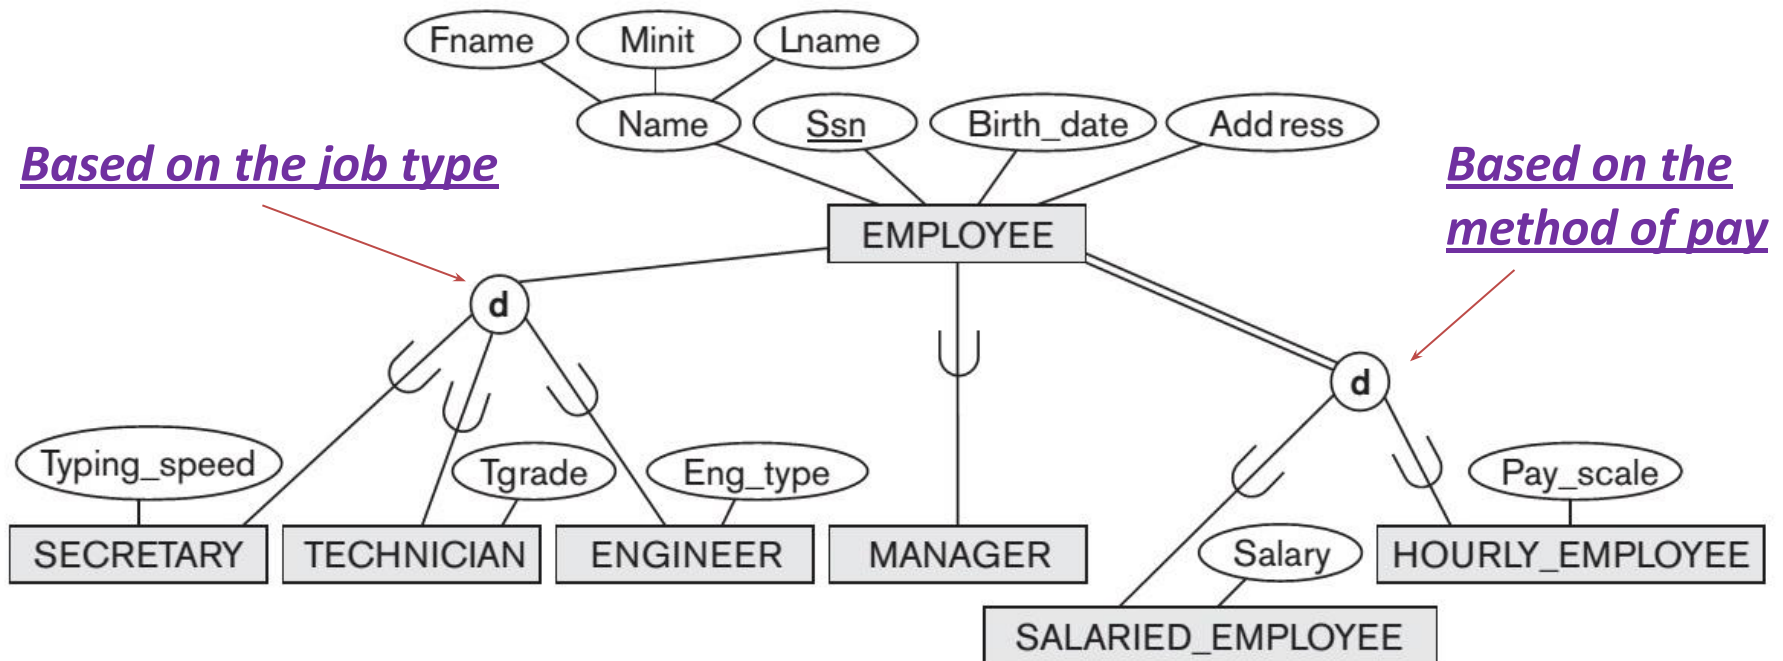 Fname
Minit
Lname
Name
Ssn
Birth_date
Address
Based on the job type
Based on the
method of pay
EMPLOYEE
d
d
Typing_speed
Tgrade
Eng_type
Pay_scale
SECRETARY
TECHNICIAN
ENGINEER
MANAGER
Salary
HOURLY_EMPLOYEE
SALARIED_EMPLOYEE